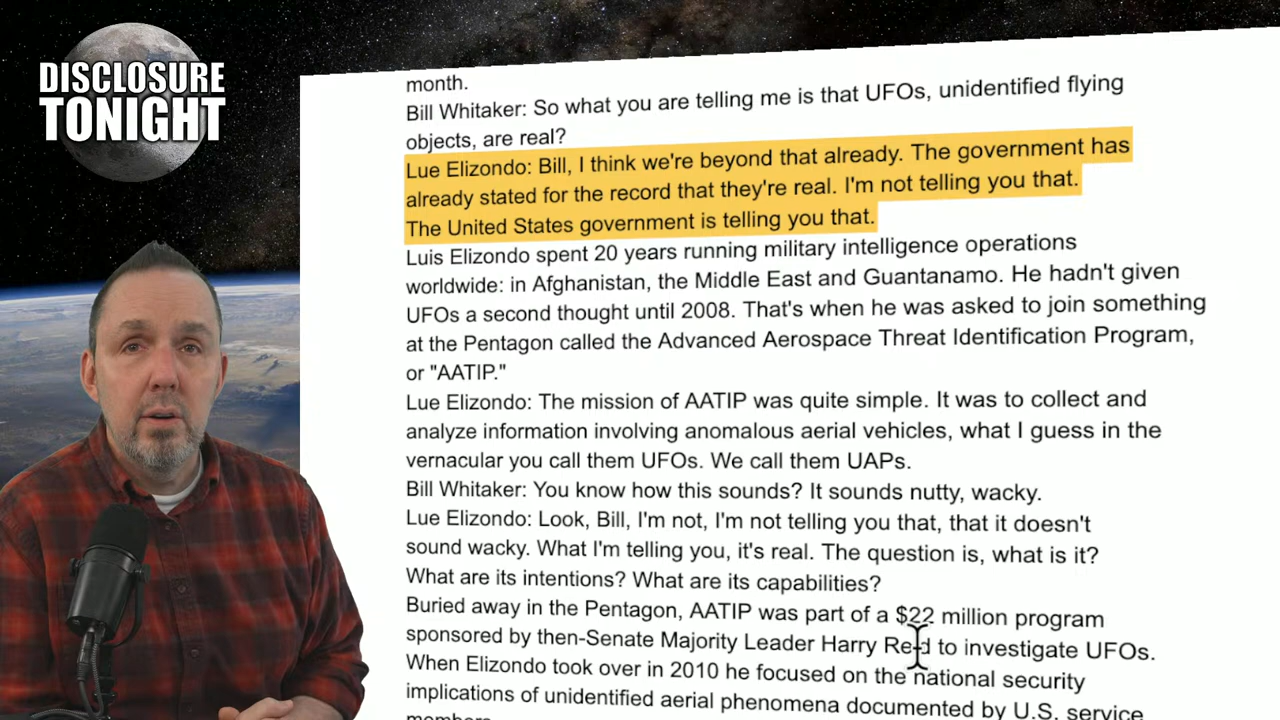 DISCLOSURE
TONIGHT
month.
Bill Whitaker: So what you are telling me is that UFOs, unidentified flying
objects, are real?
Lue Elizondo: Bill, I think we're beyond that already. The government has
already stated for the record that they're real. I'm not telling you that.
The United States government is telling you that.
Luis Elizondo spent 20 years running military intelligence operations
worldwide: in Afghanistan, the Middle East and Guantanamo. He hadn't given
UFOs a second thought until 2008. That's when he was asked to join something
at the Pentagon called the Advanced Aerospace Threat Identification Program,
or "AATIP."
Lue Elizondo: The mission of AATIP was quite simple. It was to collect and
analyze information involving anomalous aerial vehicles, what I guess in the
vernacular you call them UFOs. We call them UAPs.
Bill Whitaker: You know how this sounds? It sounds nutty, wacky.
Lue Elizondo: Look, Bill, I'm not, I'm not telling you that, that it doesn't
sound wacky. What I'm telling you, it's real. The question is, what is it?
What are its intentions? What are its capabilities?
Buried away in the Pentagon, AATIP was part of a $22 million program
sponsored by then-Senate Majority Leader Harry Reid to investigate UFOs.
When Elizondo took over in 2010 he focused on the national security
implications of unidentified aerial phenomena documented by U.S. service
members.